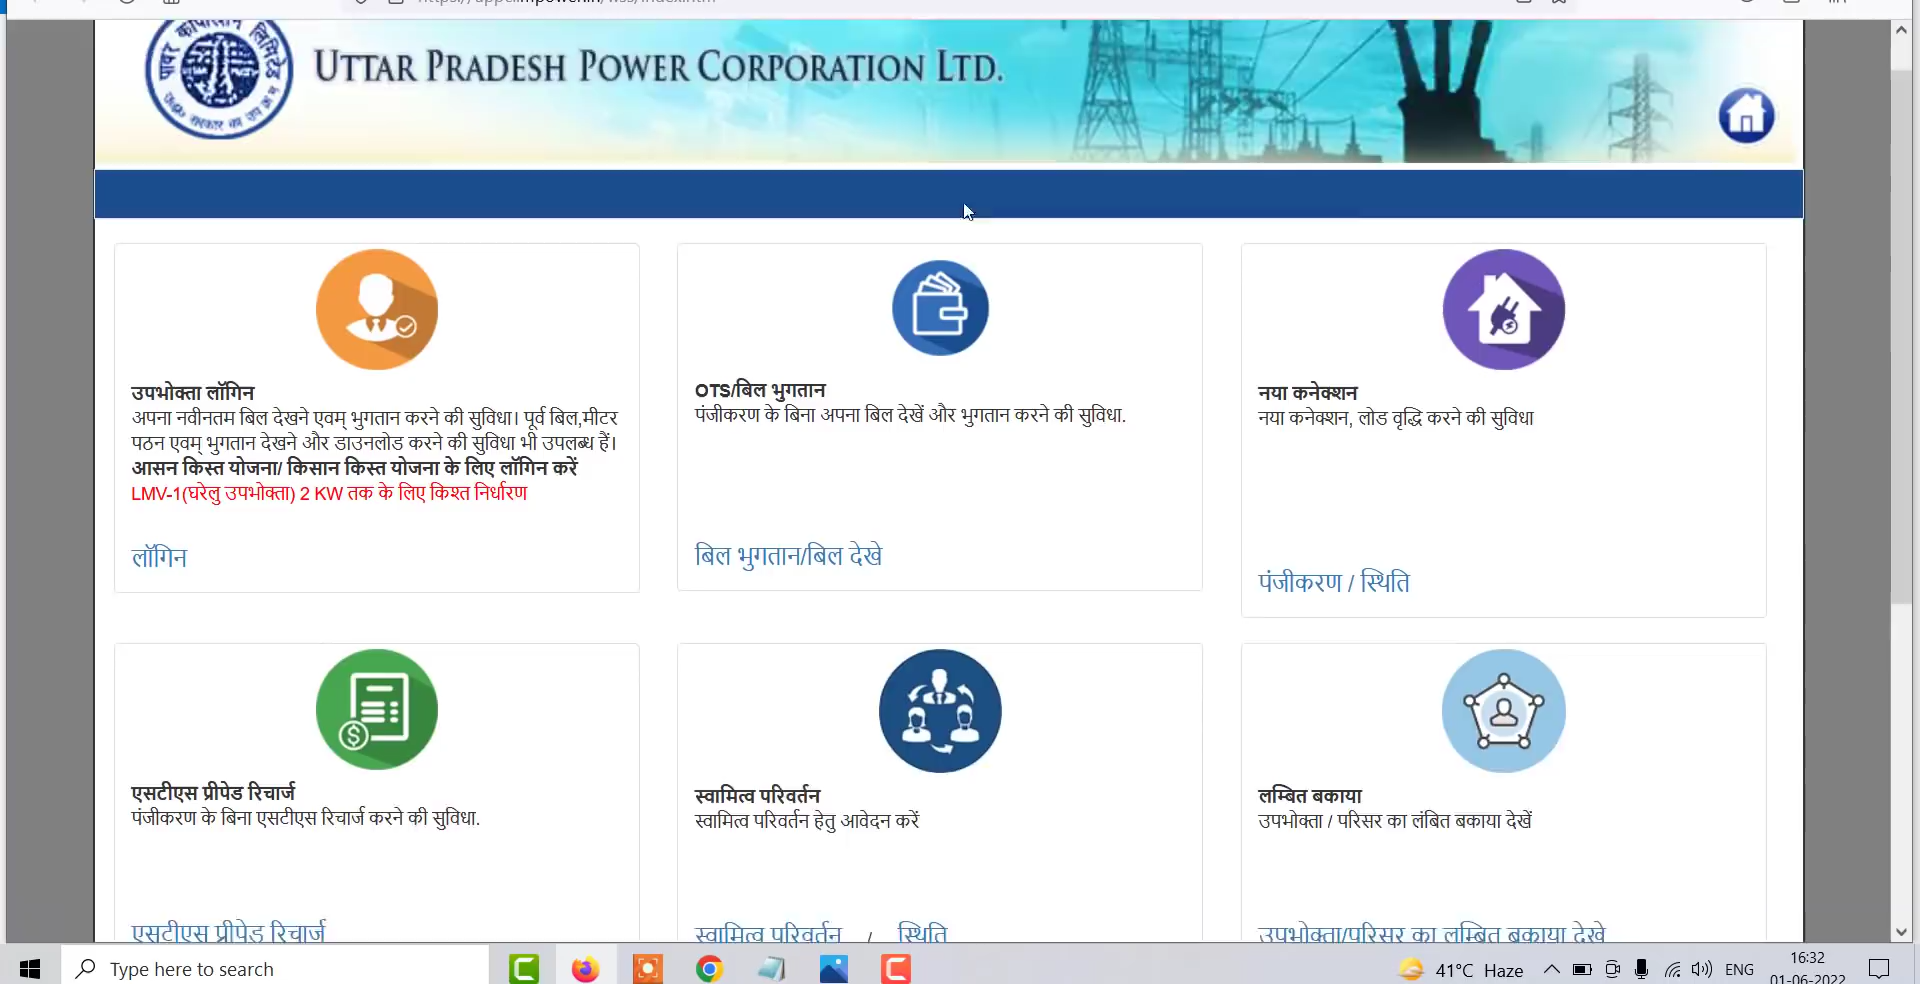 UTTAR PRADESH POWER CORPORATION LTD.
उपभोक्ता लॉगिन
अपना नवीनतम बिल देखने एवम् भुगतान करने की सुविधा। पूर्व बिल,मीटर
पठन एवम् भुगतान देखने और डाउनलोड करने की सुविधा भी उपलब्ध हैं।
आसन किस्त योजना/ किसान किस्त योजना के लिए लॉगिन करें
LMV-1(घरेलु उपभोक्ता) 2 KW तक के लिए किश्त निर्धारण
लॉगिन
OTS/बिल भुगतान
पंजीकरण के बिना अपना बिल देखें और भुगतान करने की सुविधा.
बिल भुगतान/बिल देखे
नया कनेक्शन
नया कनेक्शन, लोड वृद्धि करने की सुविधा
पंजीकरण / स्थिति
एसटीएस प्रीपेड रिचार्ज
पंजीकरण के बिना एसटीएस रिचार्ज करने की सुविधा.
एसटीएस प्रीपेड रिचार्ज
स्वामित्व परिवर्तन
स्वामित्व परिवर्तन हेतु आवेदन करें
स्वामित्व परिवर्तन / स्थिति
लम्बित बकाया
उपभोक्ता / परिसर का लंबित बकाया देखें
उपभोक्ता/परिसर का लम्बित बकाया देखे
Type here to search
41°C Haze
ENG
16:32
01-06-2022